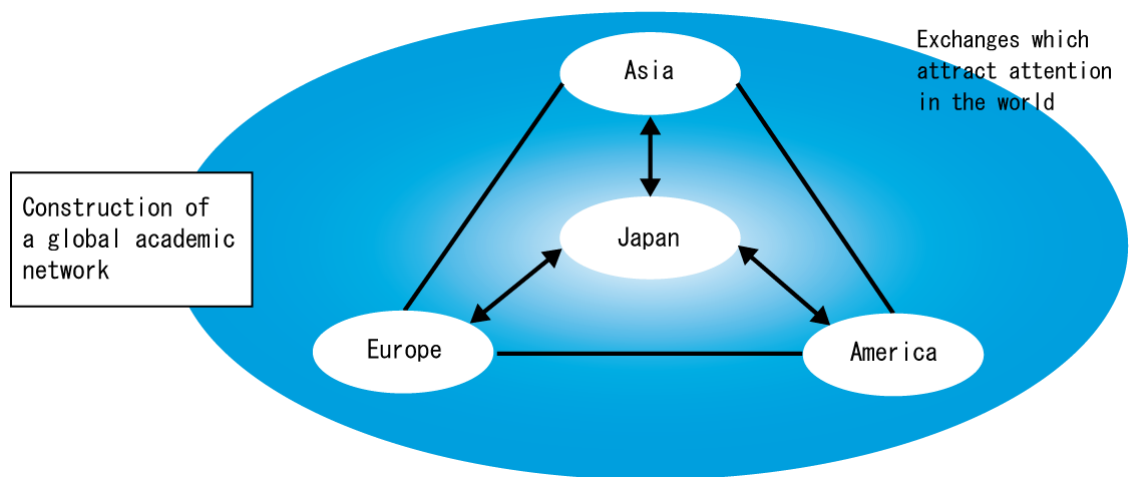 Exchanges which
attract attention
in the world
Asia
Construction of
a global academic
network
Japan
Europe
America